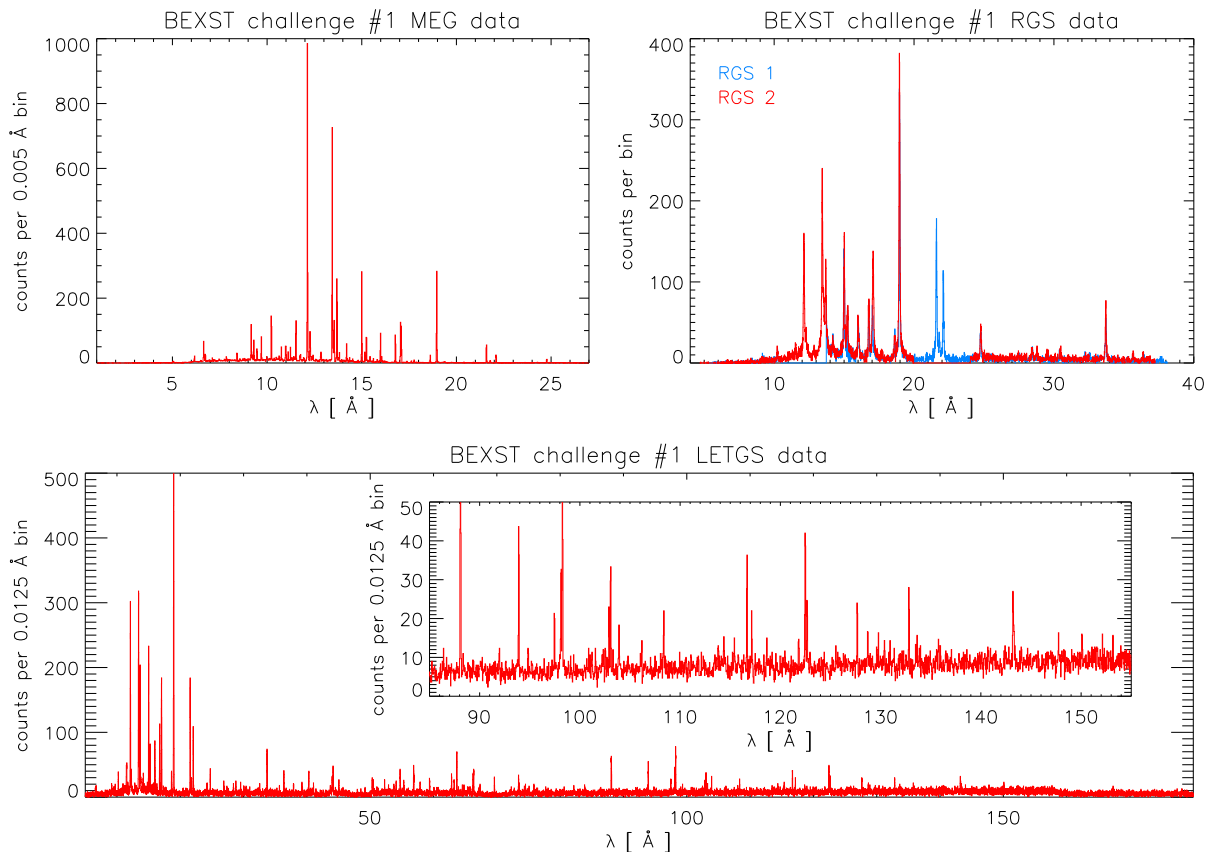 BEXST challenge #1 MEG data
1000
800
600
400
200
0
counts per 0.005 Å bin
5 10 15 20 25
λ [ Å ]
BEXST challenge #1 RGS data
RGS 1
RGS 2
400
300
200
100
0
counts per bin
10 20 30 40
λ [ Å ]
BEXST challenge #1 LETGS data
500
400
300
200
100
0
counts per 0.0125 Å bin
50 100 150
λ [ Å ]
50
40
30
20
10
0
counts per 0.0125 Å bin
90 100 110 120 130 140 150
λ [ Å ]